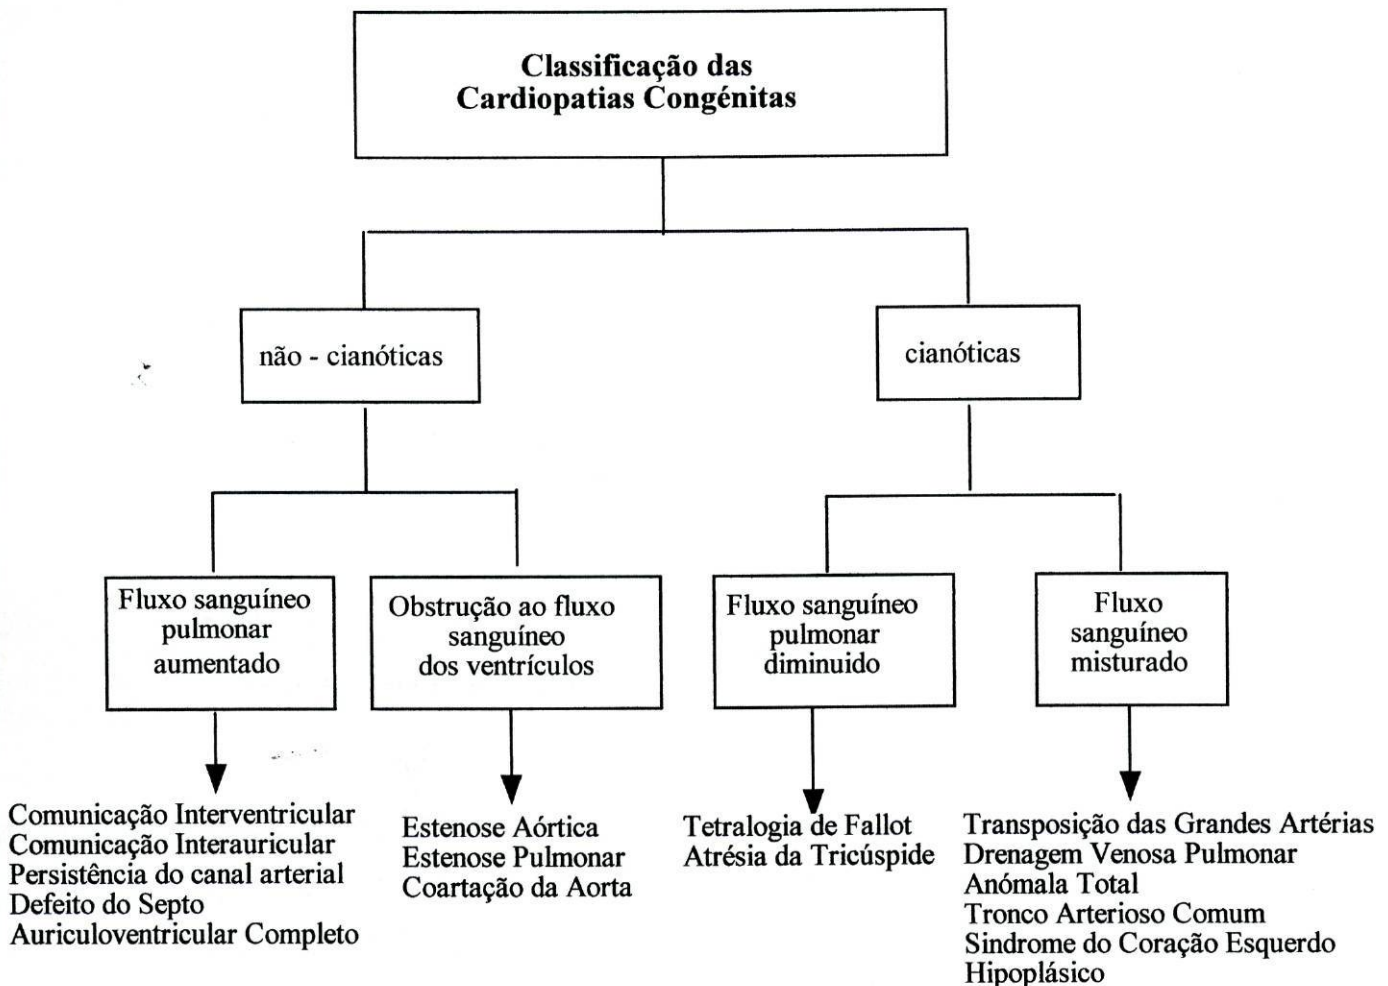 Classificação das
Cardiopatias Congénitas
não - cianóticas
cianóticas
Fluxo sanguíneo
pulmonar
aumentado
Obstrução ao fluxo
sanguíneo
dos ventrículos
Fluxo sanguíneo
pulmonar
diminuido
Fluxo
sanguíneo
misturado
Comunicação Interventricular
Comunicação Interauricular
Persistência do canal arterial
Defeito do Septo
Auriculoventricular Completo
Estenose Aórtica
Estenose Pulmonar
Coartação da Aorta
Tetralogia de Fallot
Atrésia da Tricúspide
Transposição das Grandes Artérias
Drenagem Venosa Pulmonar
Anómala Total
Tronco Arterioso Comum
Sindrome do Coração Esquerdo
Hipoplásico